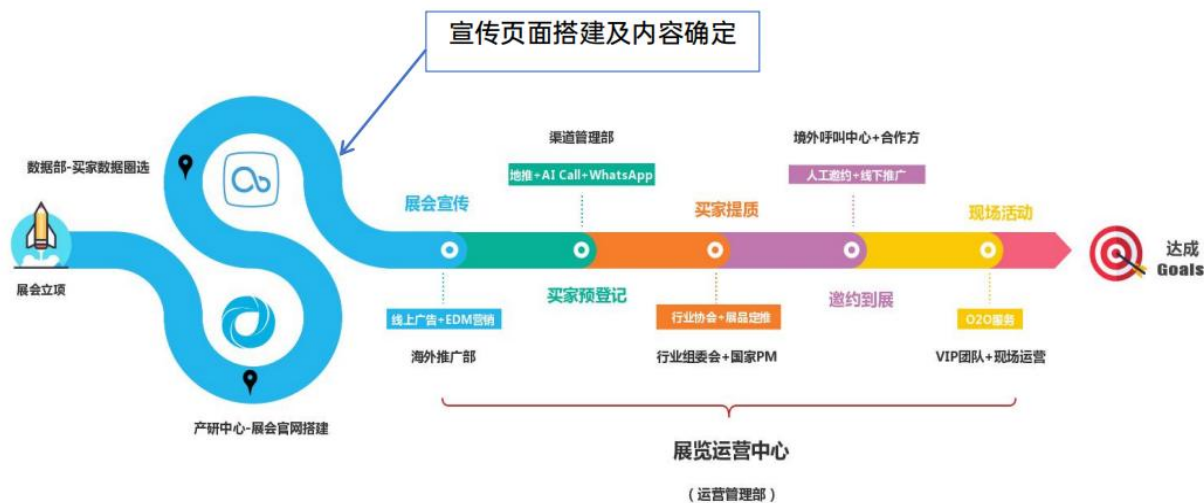 宣传页面搭建及内容确定
数据部-买家数据圈选
展会立项
产研中心-展会官网搭建
展会宣传
线上广告+EDM营销
海外推广部
渠道管理部
地推+AI Call+WhatsApp
买家预登记
买家提质
行业协会+展品定推
行业组委会+国家PM
境外呼叫中心+合作方
人工邀约+线下推广
邀约到展
现场活动
O2O服务
VIP团队+现场运营
达成
Goals
展览运营中心
（运营管理部）